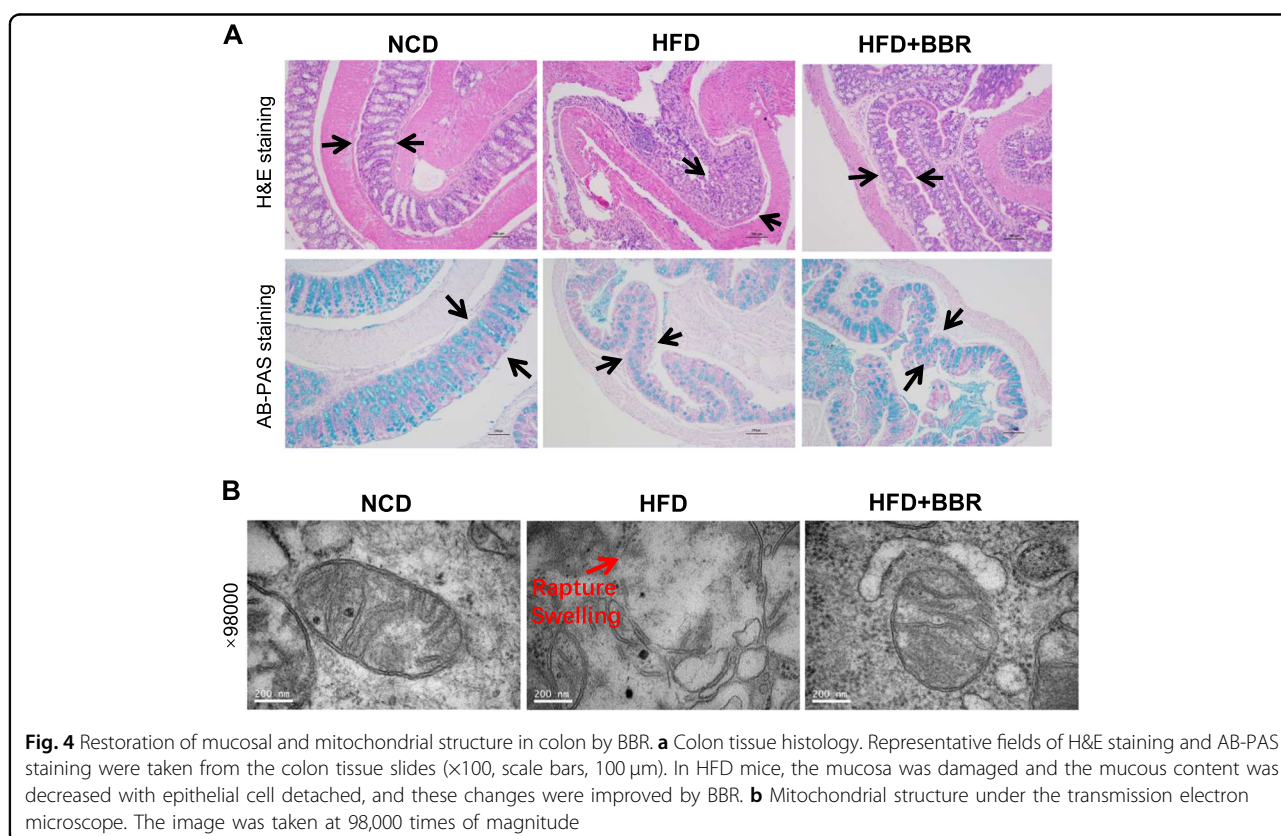 A
NCD
HFD
HFD+BBR
H&E staining
AB-PAS staining
B
NCD
HFD
HFD+BBR
×98000
Rapture
Swelling
200 nm
200 nm
200 nm
Fig. 4 Restoration of mucosal and mitochondrial structure in colon by BBR. a Colon tissue histology. Representative fields of H&E staining and AB-PAS
staining were taken from the colon tissue slides (×100, scale bars, 100 µm). In HFD mice, the mucosa was damaged and the mucous content was
decreased with epithelial cell detached, and these changes were improved by BBR. b Mitochondrial structure under the transmission electron
microscope. The image was taken at 98,000 times of magnitude